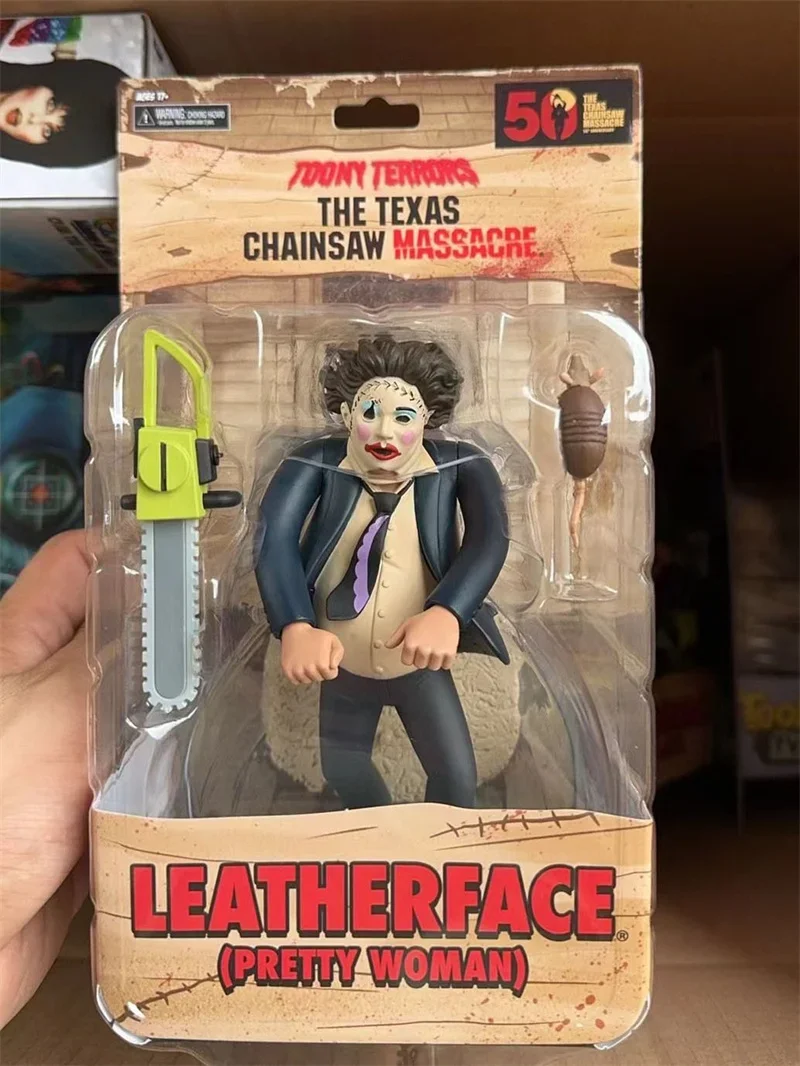 AGES 17+
50
THE
TEXAS
CHAINSAW
MASSACRE
WARNING: CHOKING HAZARD
TOONY TERRORS
THE TEXAS
CHAINSAW MASSACRE.
LEATHERFACE®
(PRETTY WOMAN)